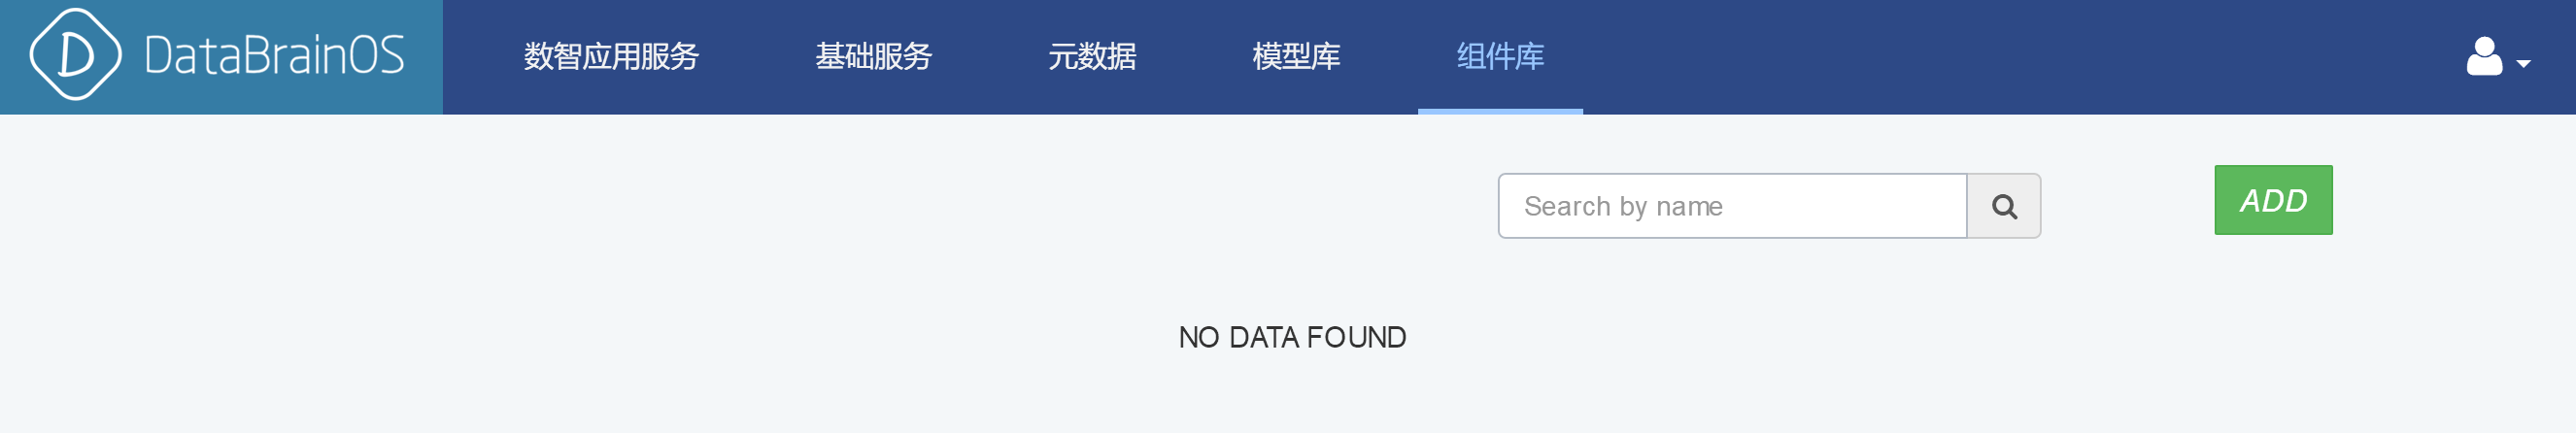 DataBrainOS
数智应用服务
基础服务
元数据
模型库
组件库
Search by name
ADD
NO DATA FOUND